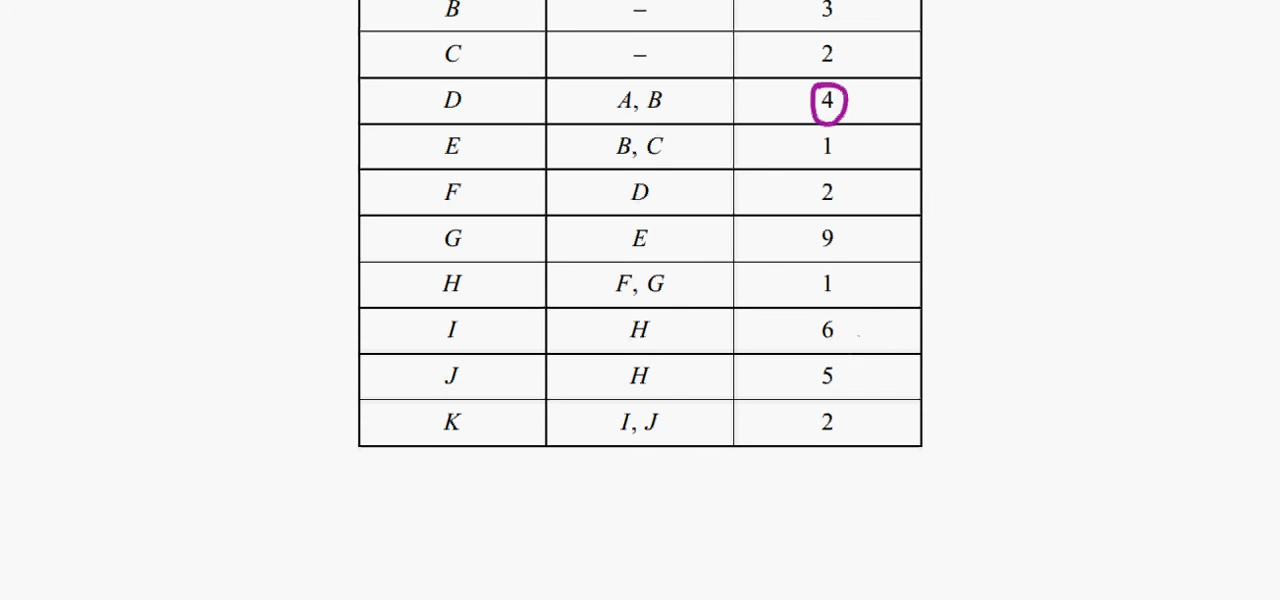 B – 3
C – 2
D A, B 4
E B, C 1
F D 2
G E 9
H F, G 1
I H 6
J H 5
K I, J 2